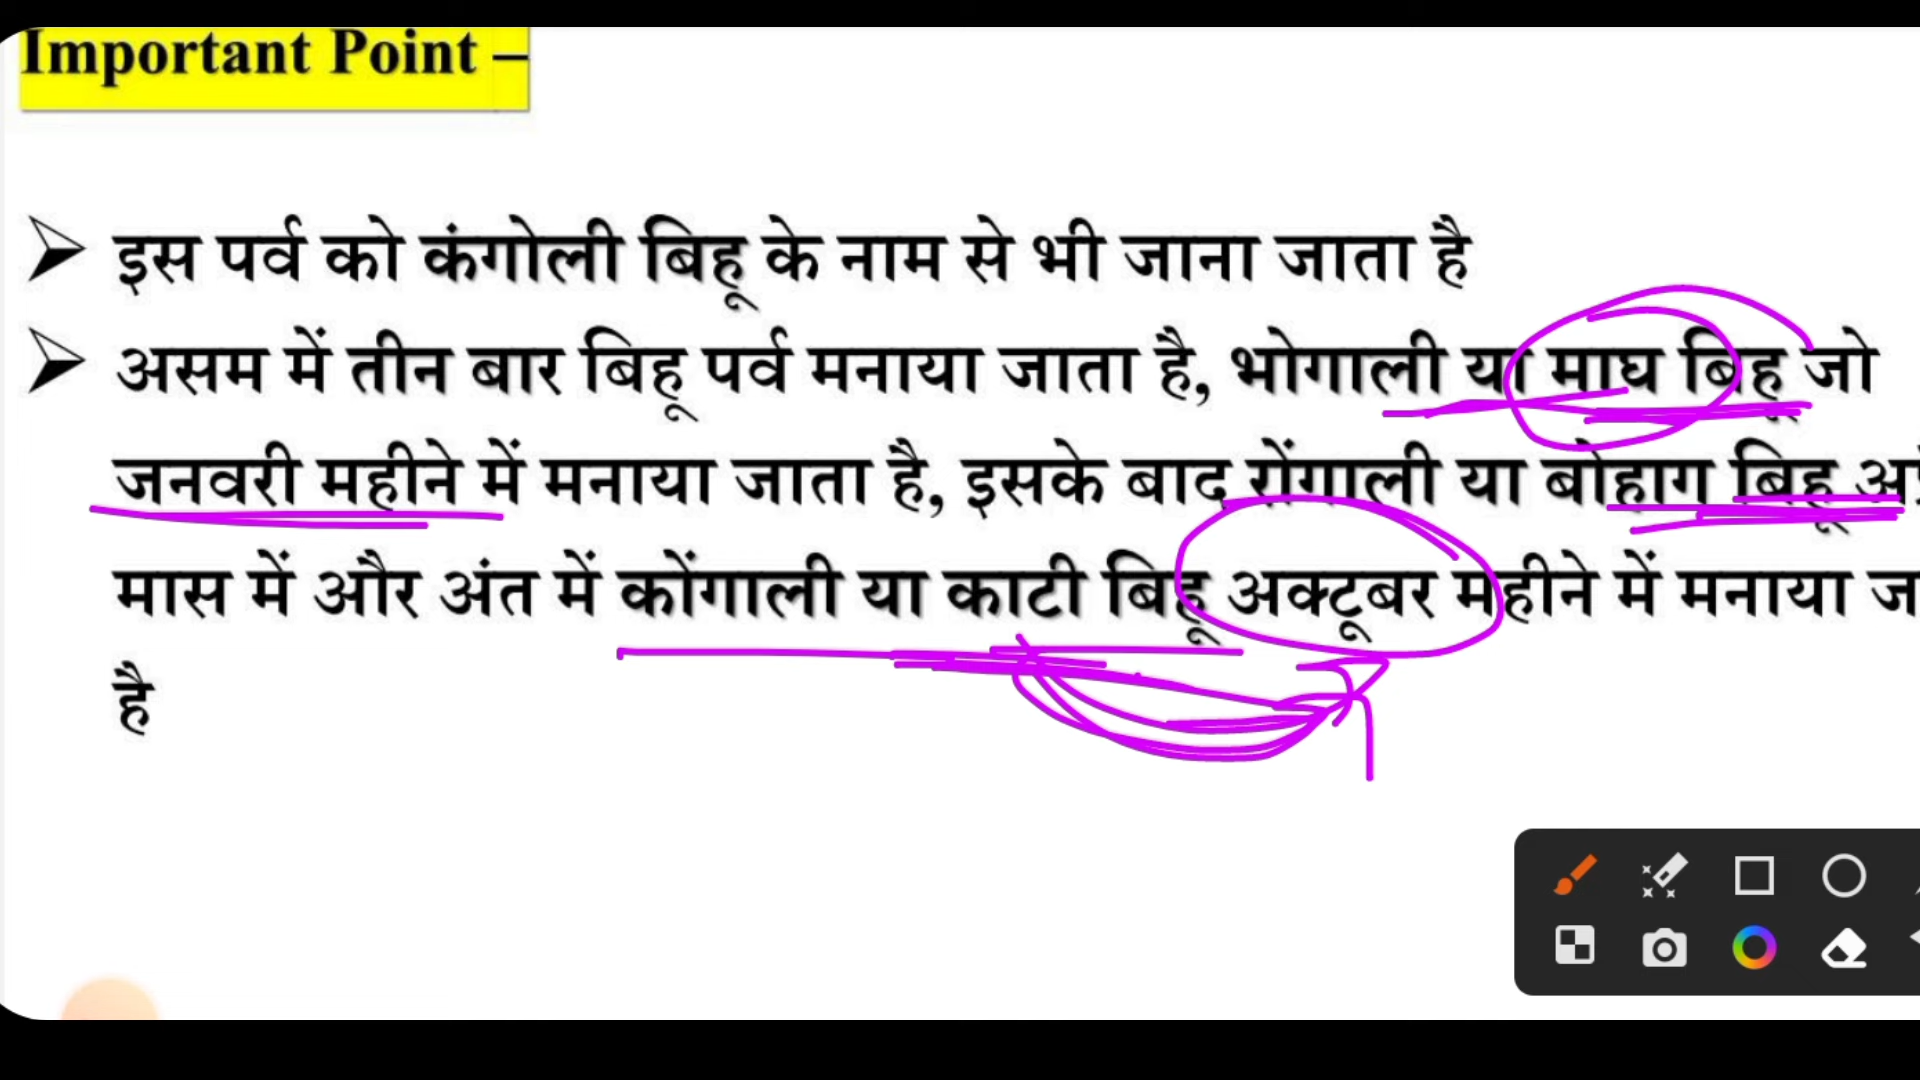 Important Point –
➢ इस पर्व को कंगोली बिहू के नाम से भी जाना जाता है
➢ असम में तीन बार बिहू पर्व मनाया जाता है, भोगाली या माघ बिहू जो
जनवरी महीने में मनाया जाता है, इसके बाद रोंगाली या बोहाग बिहू
मास में और अंत में कोंगाली या काटी बिहू अक्टूबर महीने में मनाया
है